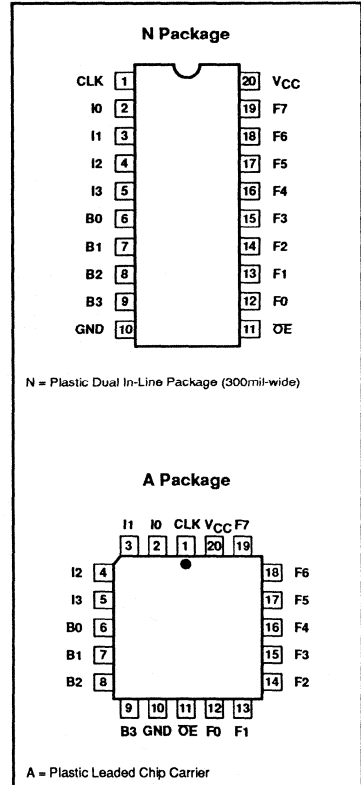 N Package
CLK 1 20 VCC
I0 2 19 F7
I1 3 18 F6
I2 4 17 F5
I3 5 16 F4
B0 6 15 F3
B1 7 14 F2
B2 8 13 F1
B3 9 12 F0
GND 10 11 O̅E̅
N = Plastic Dual In-Line Package (300mil-wide)
A Package
I1 I0 CLK VCC F7
3 2 1 20 19
I2 4 18 F6
I3 5 17 F5
B0 6 16 F4
B1 7 15 F3
B2 8 14 F2
9 10 11 12 13
B3 GND O̅E̅ F0 F1
A = Plastic Leaded Chip Carrier